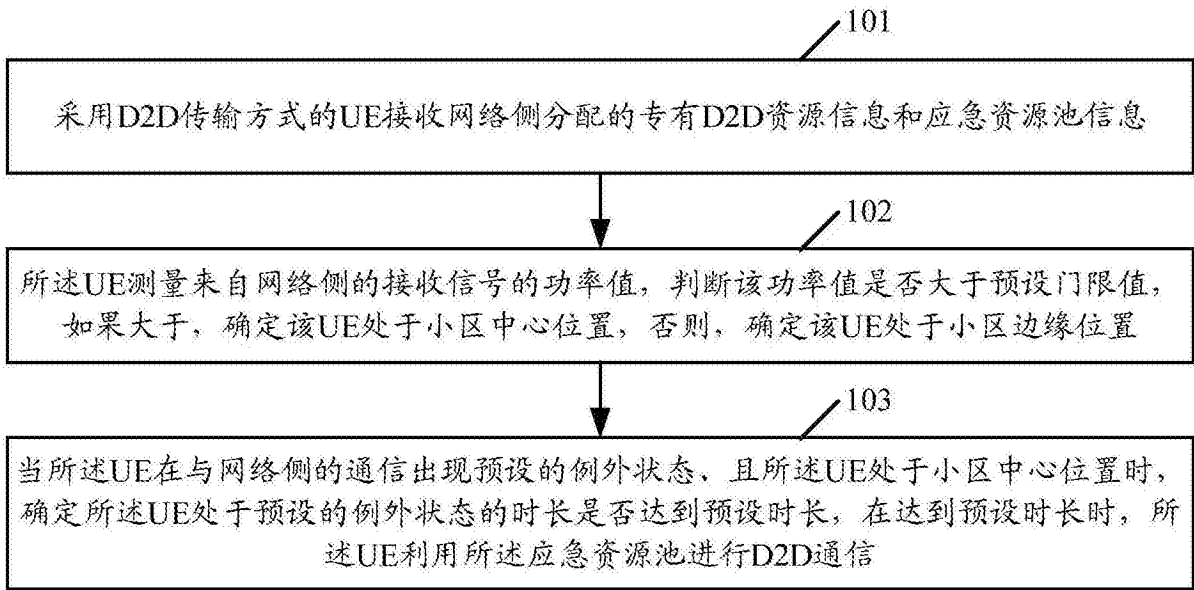 101
采用D2D传输方式的UE接收网络侧分配的专有D2D资源信息和应急资源池信息
102
所述UE测量来自网络侧的接收信号的功率值，判断该功率值是否大于预设门限值，
如果大于，确定该UE处于小区中心位置，否则，确定该UE处于小区边缘位置
103
当所述UE在与网络侧的通信出现预设的例外状态、且所述UE处于小区中心位置时，
确定所述UE处于预设的例外状态的时长是否达到预设时长，在达到预设时长时，所
述UE利用所述应急资源池进行D2D通信